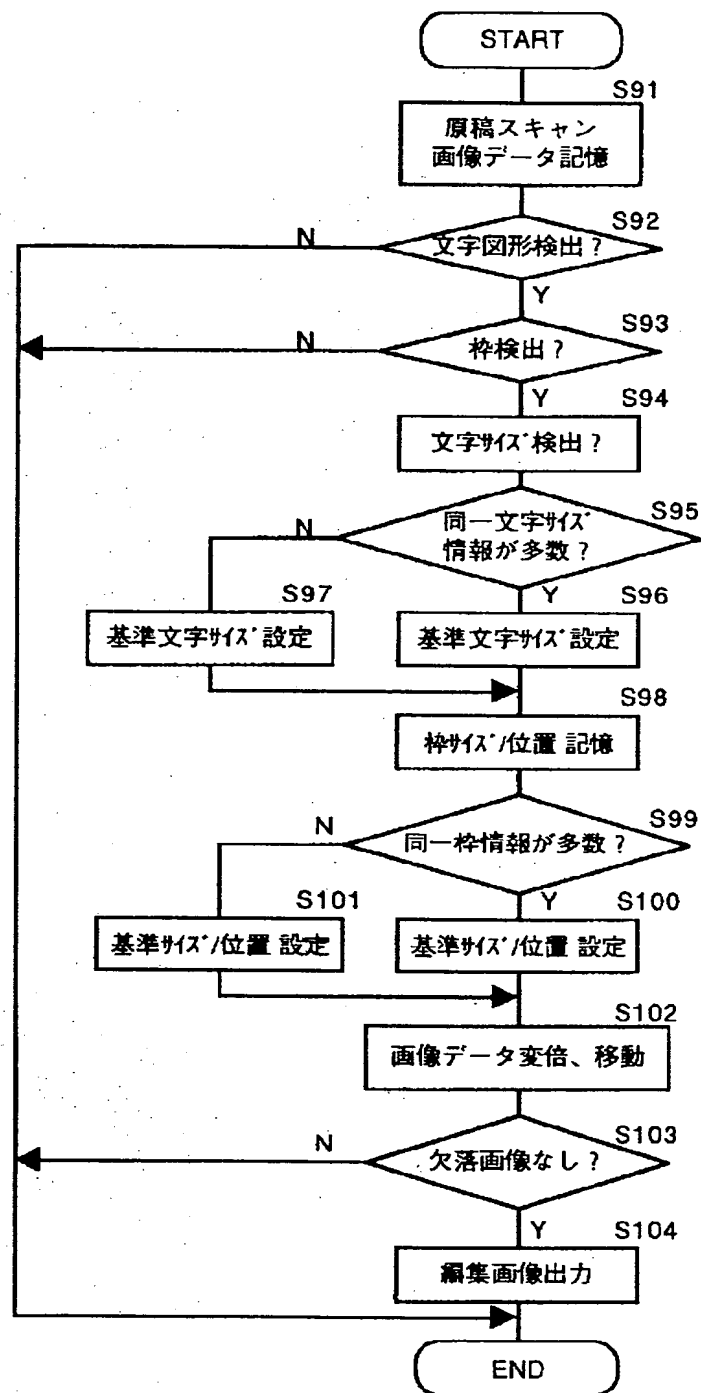 START
S91
原稿スキャン
画像データ記憶
S92
N
文字図形検出?
Y
S93
N
枠検出?
Y
S94
文字ｻｲｽﾞ検出?
S95
N
同一文字ｻｲｽﾞ
情報が多数?
S97
Y
S96
基準文字ｻｲｽﾞ設定
基準文字ｻｲｽﾞ設定
S98
枠ｻｲｽﾞ/位置 記憶
S99
N
同一枠情報が多数?
S101
Y
S100
基準ｻｲｽﾞ/位置 設定
基準ｻｲｽﾞ/位置 設定
S102
画像データ変倍、移動
S103
N
欠落画像なし?
Y
S104
編集画像出力
END